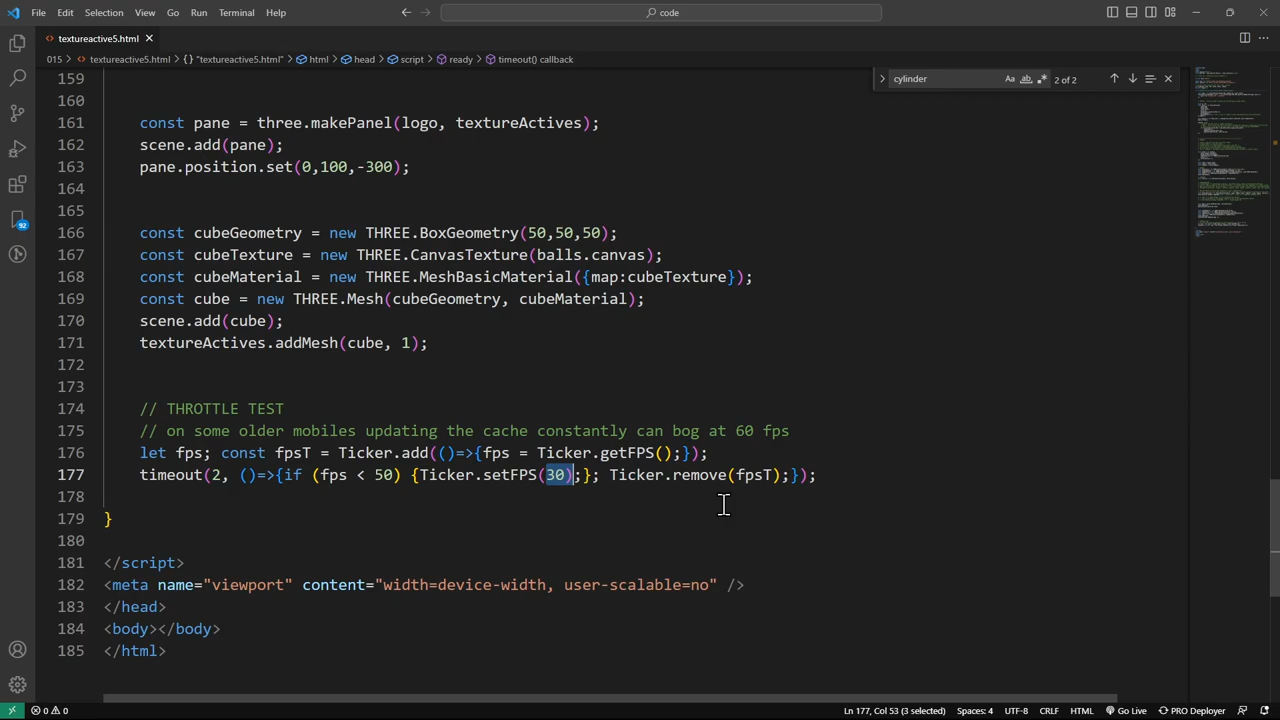 File Edit Selection View Go Run Terminal Help
code
textureactive5.html
015 > textureactive5.html > {} "textureactive5.html" > html > head > script > ready > timeout() callback
cylinder Aa ab .* 2 of 2
159
160
161 const pane = three.makePanel(logo, textureActives);
162 scene.add(pane);
163 pane.position.set(0,100,-300);
164
165
166 const cubeGeometry = new THREE.BoxGeometry(50,50,50);
167 const cubeTexture = new THREE.CanvasTexture(balls.canvas);
168 const cubeMaterial = new THREE.MeshBasicMaterial({map:cubeTexture});
169 const cube = new THREE.Mesh(cubeGeometry, cubeMaterial);
170 scene.add(cube);
171 textureActives.addMesh(cube, 1);
172
173
174 // THROTTLE TEST
175 // on some older mobiles updating the cache constantly can bog at 60 fps
176 let fps; const fpsT = Ticker.add(()=>{fps = Ticker.getFPS();});
177 timeout(2, ()=>{if (fps < 50) {Ticker.setFPS(30);}; Ticker.remove(fpsT);});
178
179 }
180
181 </script>
182 <meta name="viewport" content="width=device-width, user-scalable=no" />
183 </head>
184 <body></body>
185 </html>
92
0 0 Ln 177, Col 53 (3 selected) Spaces: 4 UTF-8 CRLF HTML Go Live PRO Deployer